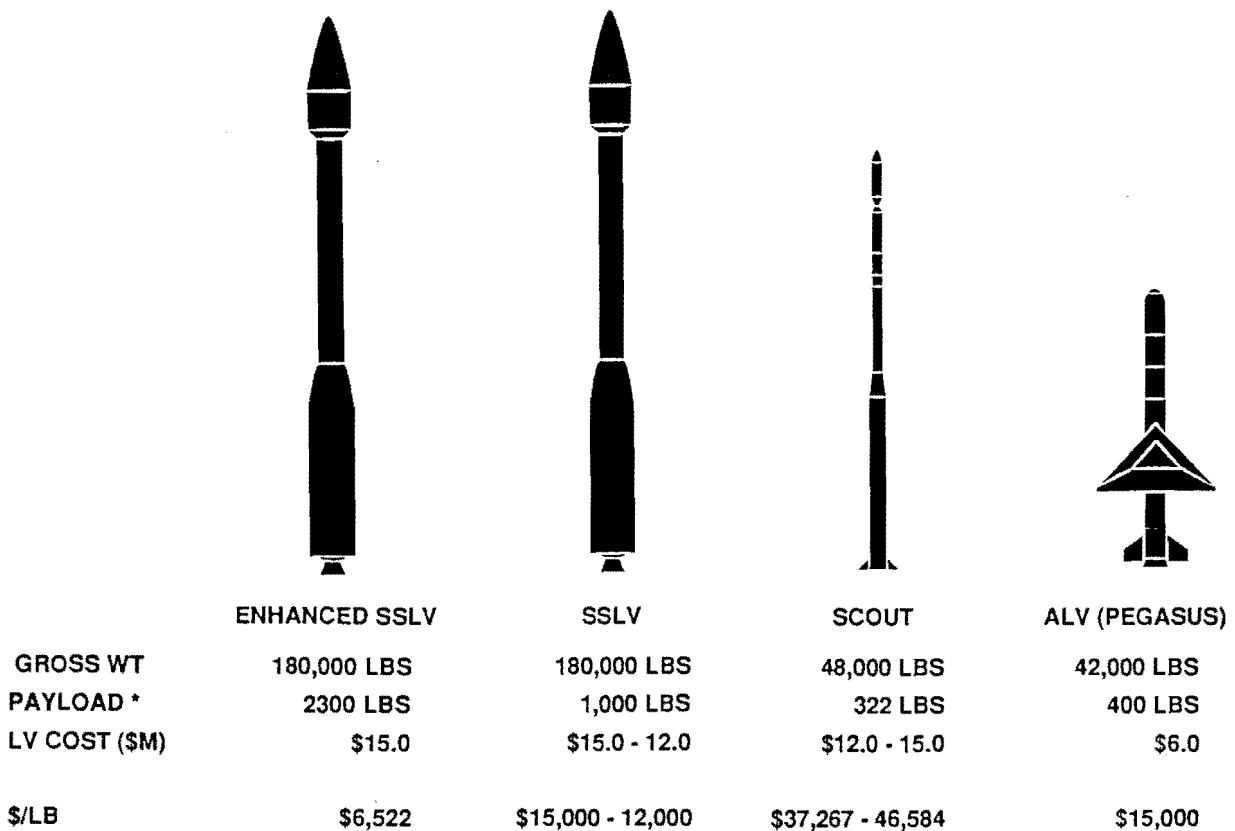 ENHANCED SSLV SSLV SCOUT ALV (PEGASUS)
GROSS WT 180,000 LBS 180,000 LBS 48,000 LBS 42,000 LBS
PAYLOAD * 2300 LBS 1,000 LBS 322 LBS 400 LBS
LV COST ($M) $15.0 $15.0 - 12.0 $12.0 - 15.0 $6.0
$/LB $6,522 $15,000 - 12,000 $37,267 - 46,584 $15,000